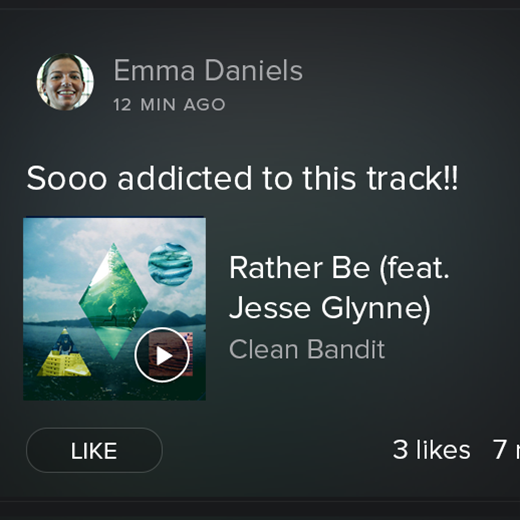 Emma Daniels
12 MIN AGO
Sooo addicted to this track!!
Rather Be (feat.
Jesse Glynne)
Clean Bandit
LIKE
3 likes 7